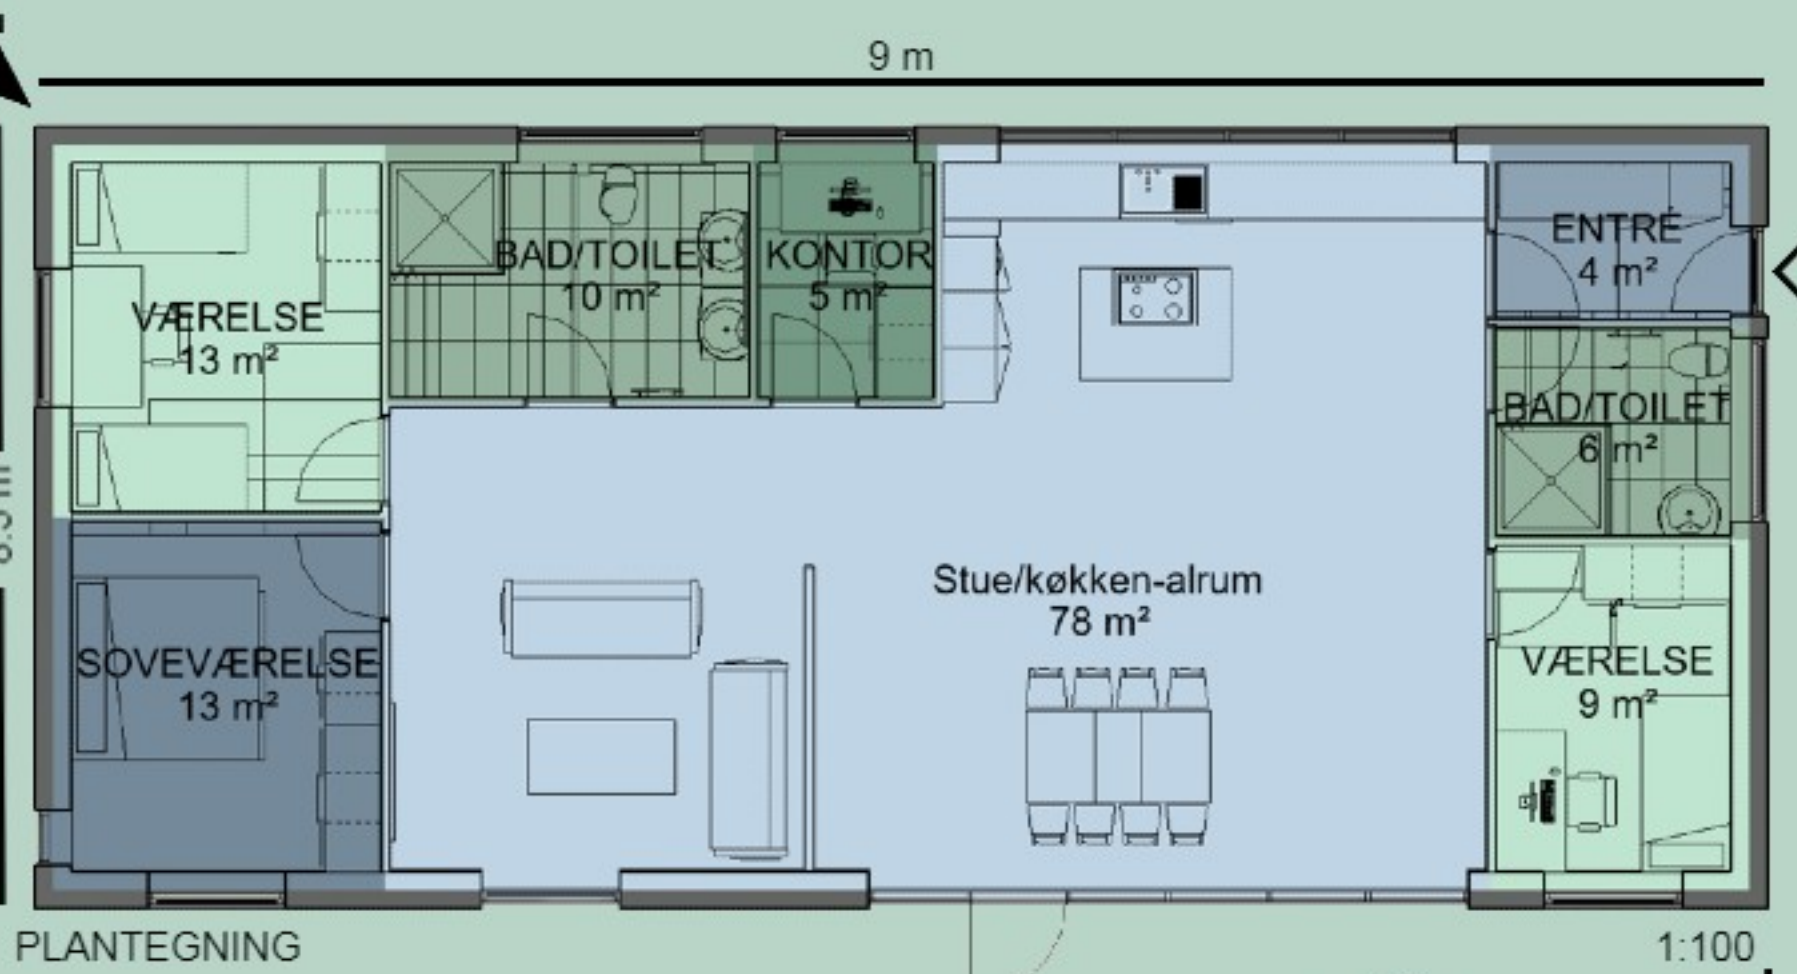 9 m
ENTRÉ
4 m²
BAD/TOILET
10 m²
KONTOR
5 m²
VÆRELSE
13 m²
BAD/TOILET
6 m²
Stue/køkken-alrum
78 m²
SOVEVÆRELSE
13 m²
VÆRELSE
9 m²
PLANTEGNING
1:100